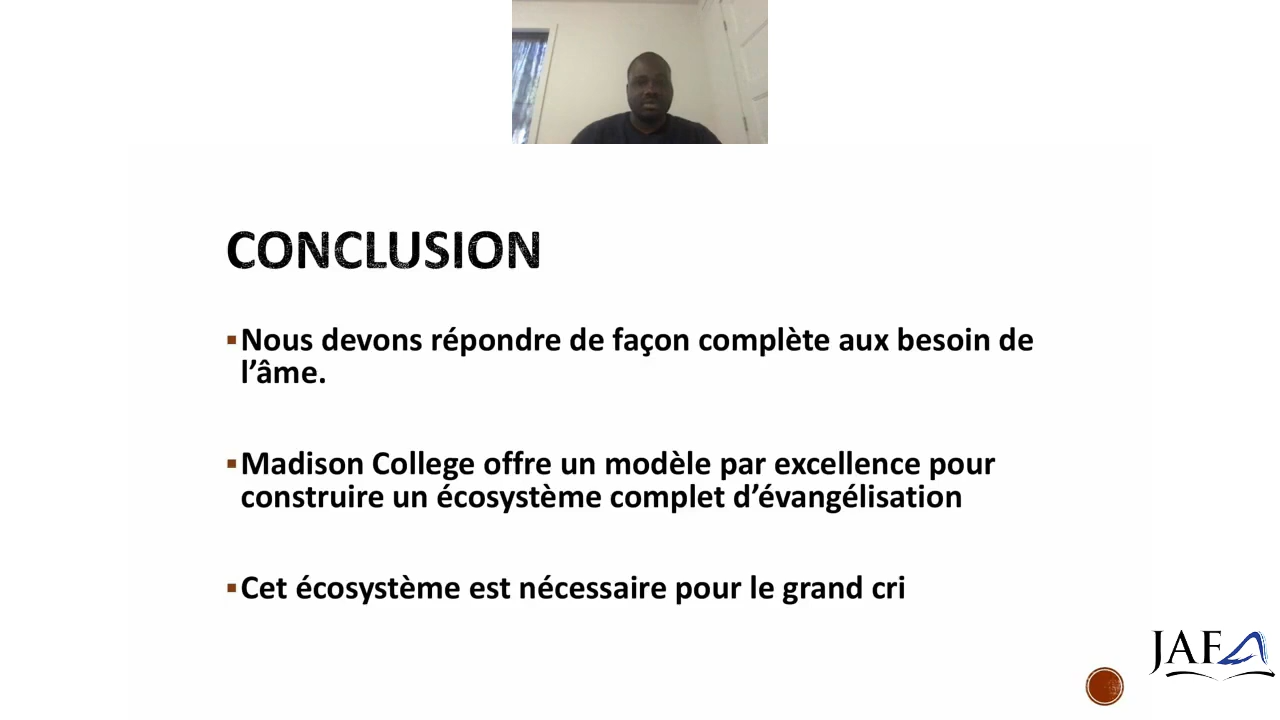 CONCLUSION
▪Nous devons répondre de façon complète aux besoin de
l’âme.
▪Madison College offre un modèle par excellence pour
construire un écosystème complet d’évangélisation
▪Cet écosystème est nécessaire pour le grand cri
JAFA